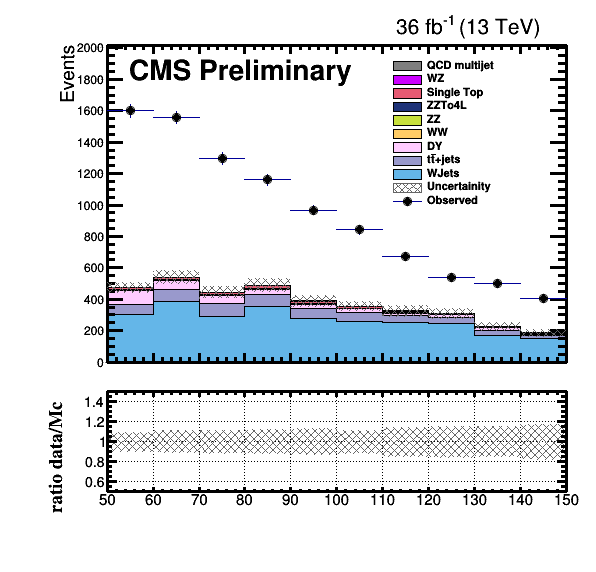 36 fb-1 (13 TeV)
Events
CMS Preliminary
2000
1800
1600
1400
1200
1000
800
600
400
200
0
QCD multijet
WZ
Single Top
ZZTo4L
ZZ
WW
DY
tt̄+jets
WJets
Uncertainity
Observed
ratio data/Mc
1.4
1.2
1
0.8
0.6
50 60 70 80 90 100 110 120 130 140 150